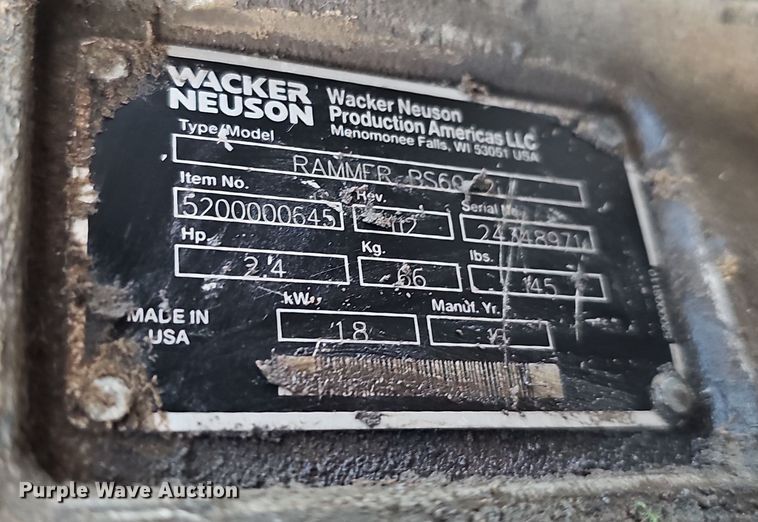 WACKER
NEUSON
Wacker Neuson
Production Americas LLC
Menomonee Falls, WI 53051 USA
Type/Model
RAMMER
Item No.
Rev.
Serial No.
5200000645
24348971
Hp.
Kg.
lbs.
2.4
66
145
kW
Manuf. Yr.
1.8
MADE IN
USA
Purple Wave Auction